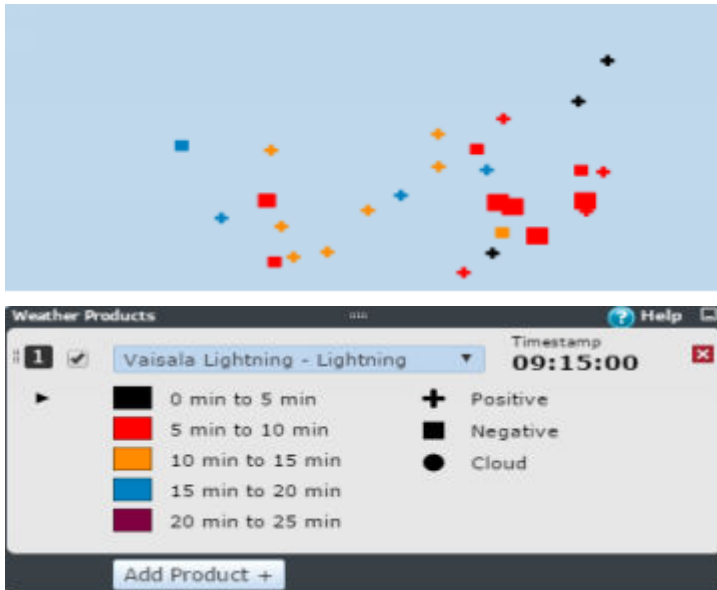 Weather Products
Help
1
Vaisala Lightning - Lightning
Timestamp
09:15:00
0 min to 5 min
Positive
5 min to 10 min
Negative
10 min to 15 min
Cloud
15 min to 20 min
20 min to 25 min
Add Product +